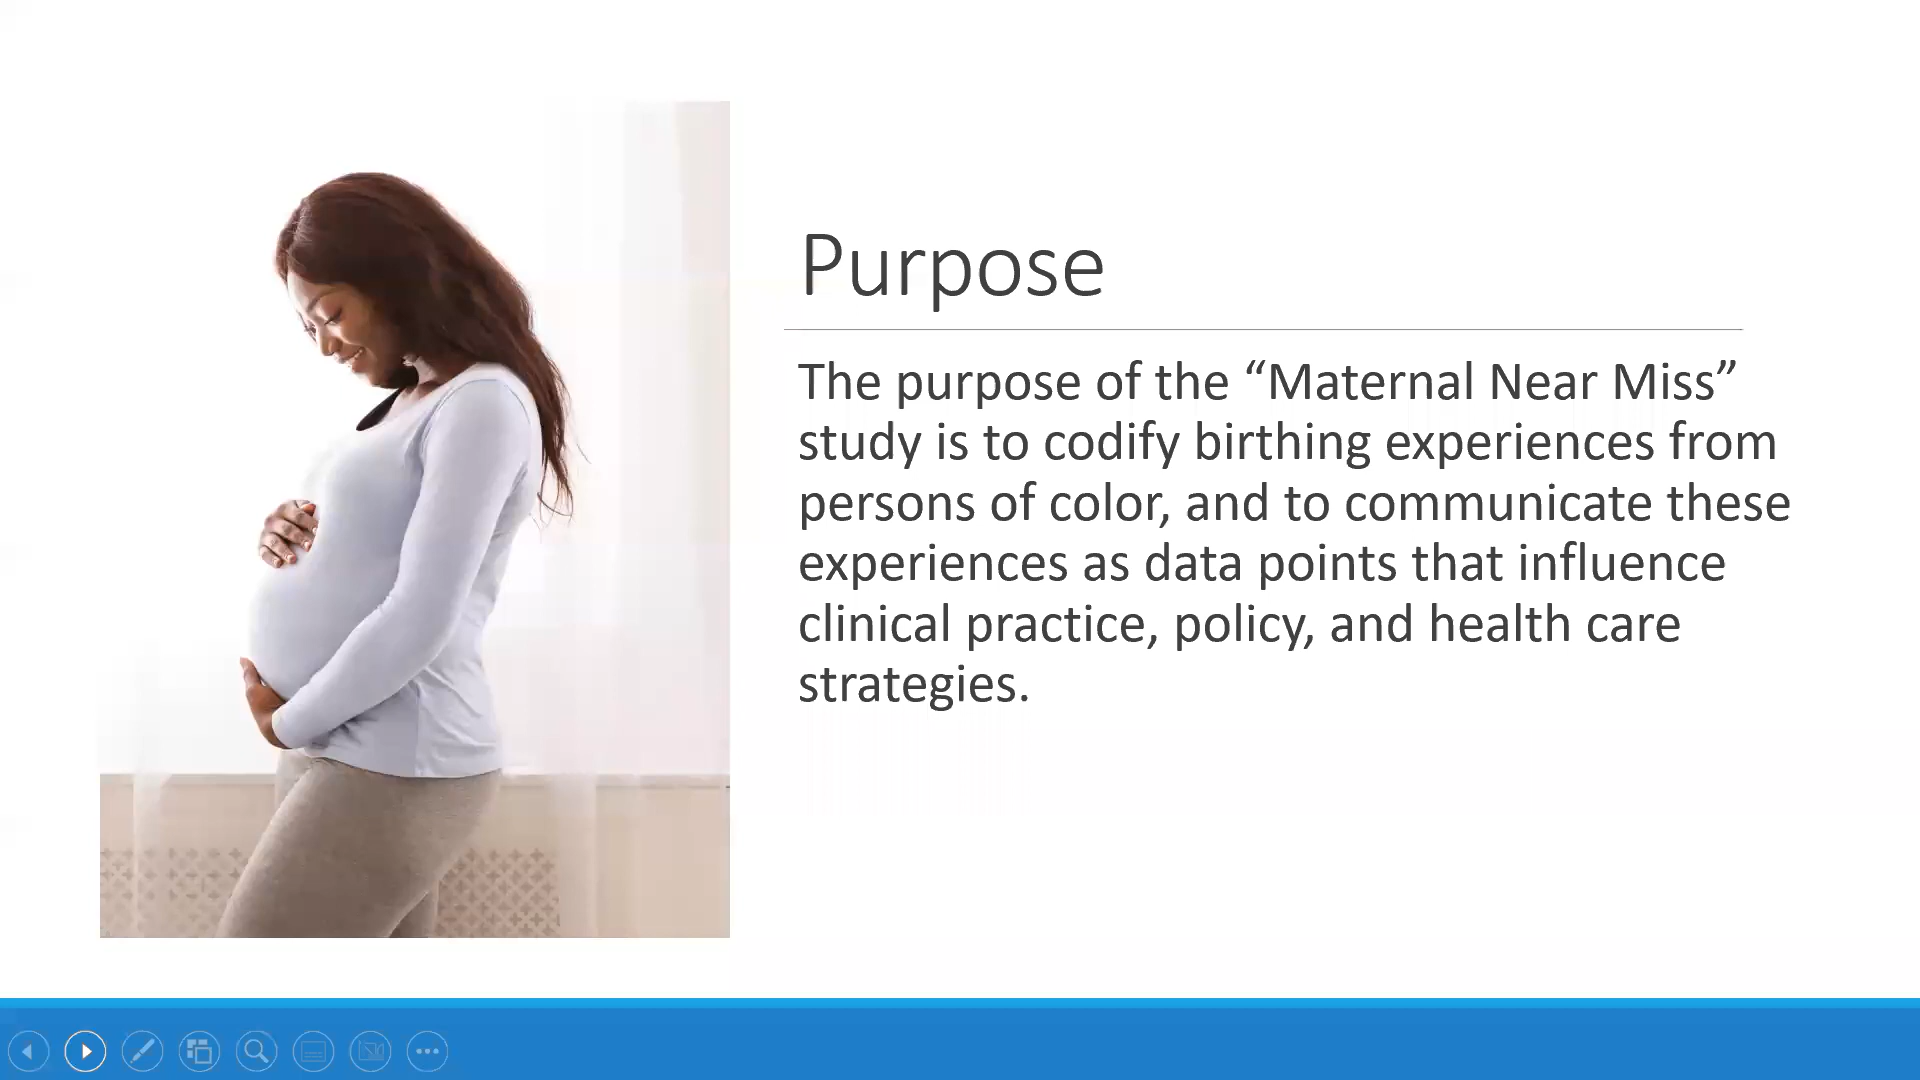 Purpose
The purpose of the “Maternal Near Miss”
study is to codify birthing experiences from
persons of color, and to communicate these
experiences as data points that influence
clinical practice, policy, and health care
strategies.